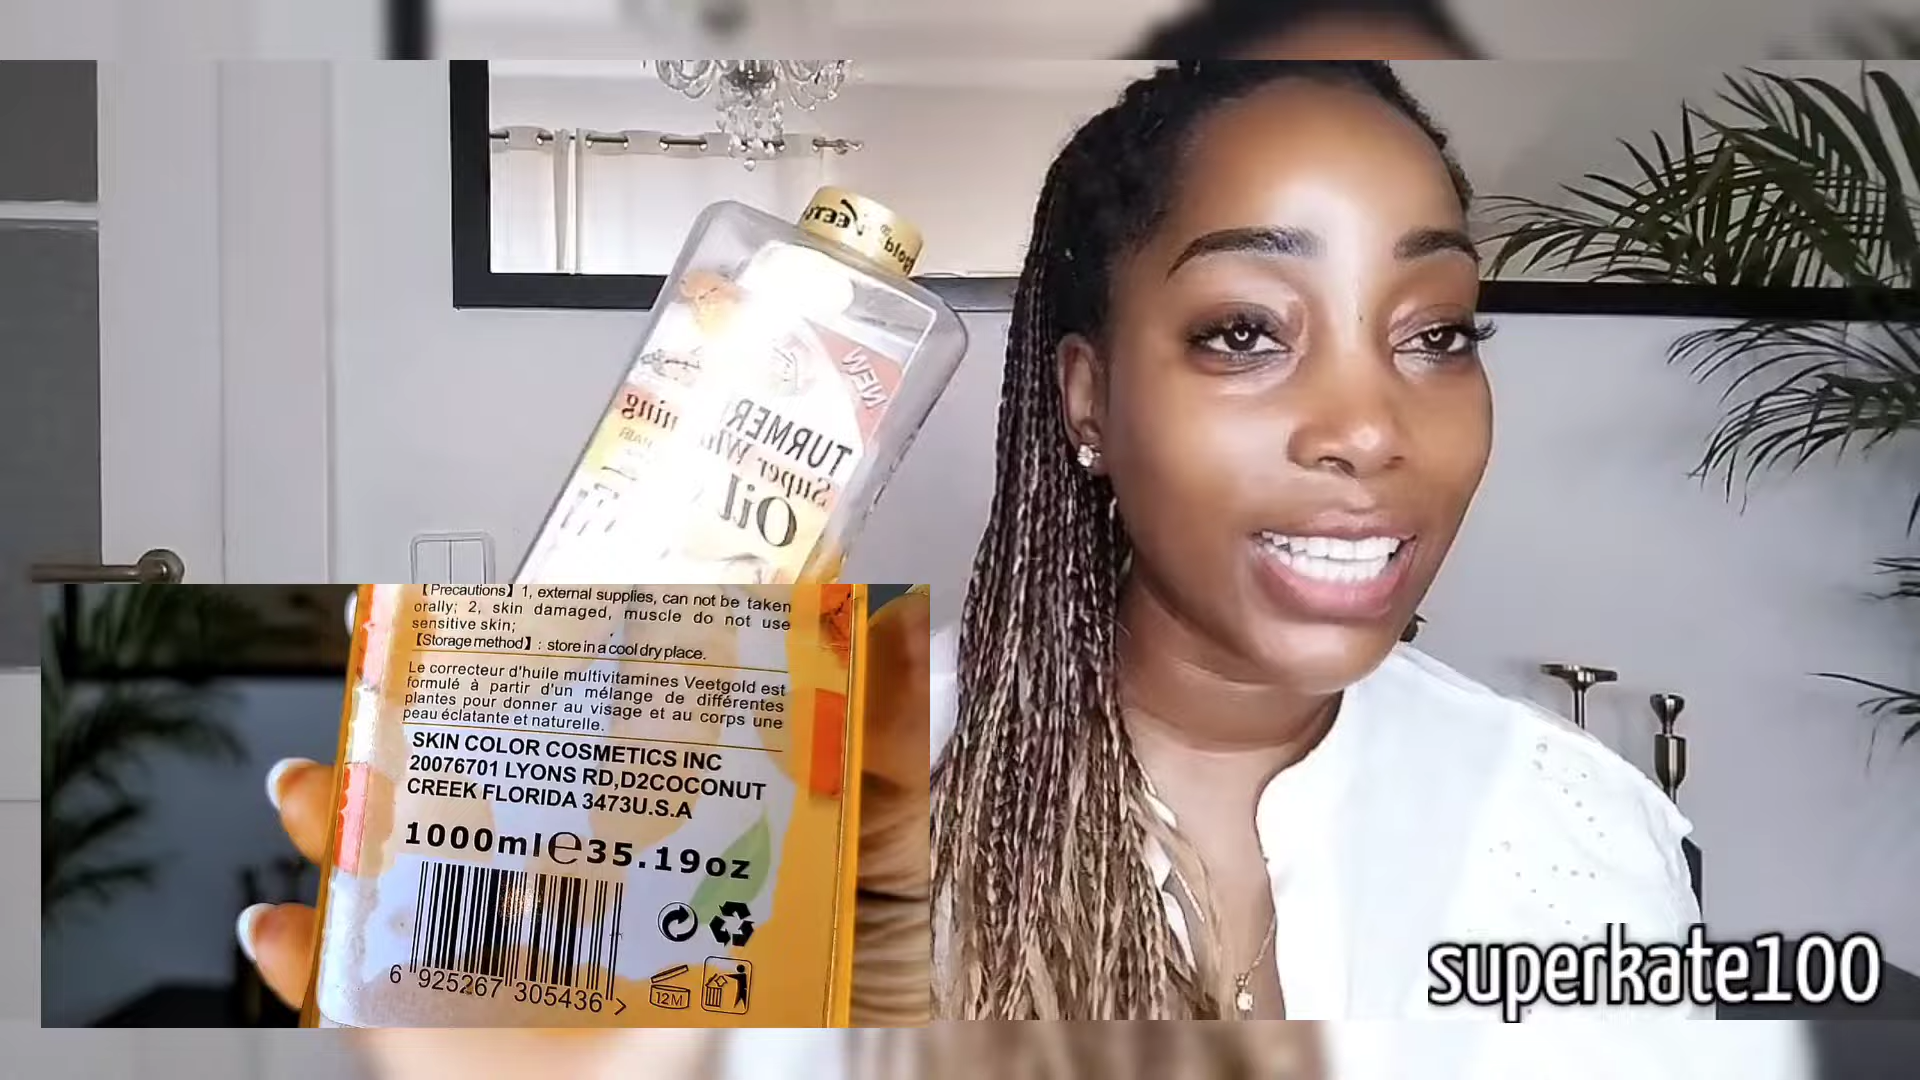 VEETgold
NEW
TURMERI
Super Whi ning
Oil
【Precautions】1, external supplies, can not be taken
orally; 2, skin damaged, muscle do not use
sensitive skin;
【Storage method】: store in a cool dry place.
Le correcteur d'huile multivitamines Veetgold est
formulé à partir d'un mélange de différentes
plantes pour donner au visage et au corps une
peau éclatante et naturelle.
SKIN COLOR COSMETICS INC
20076701 LYONS RD,D2COCONUT
CREEK FLORIDA 3473U.S.A
1000ml℮35.19oz
6 925267 305436 >
12M
superkate100